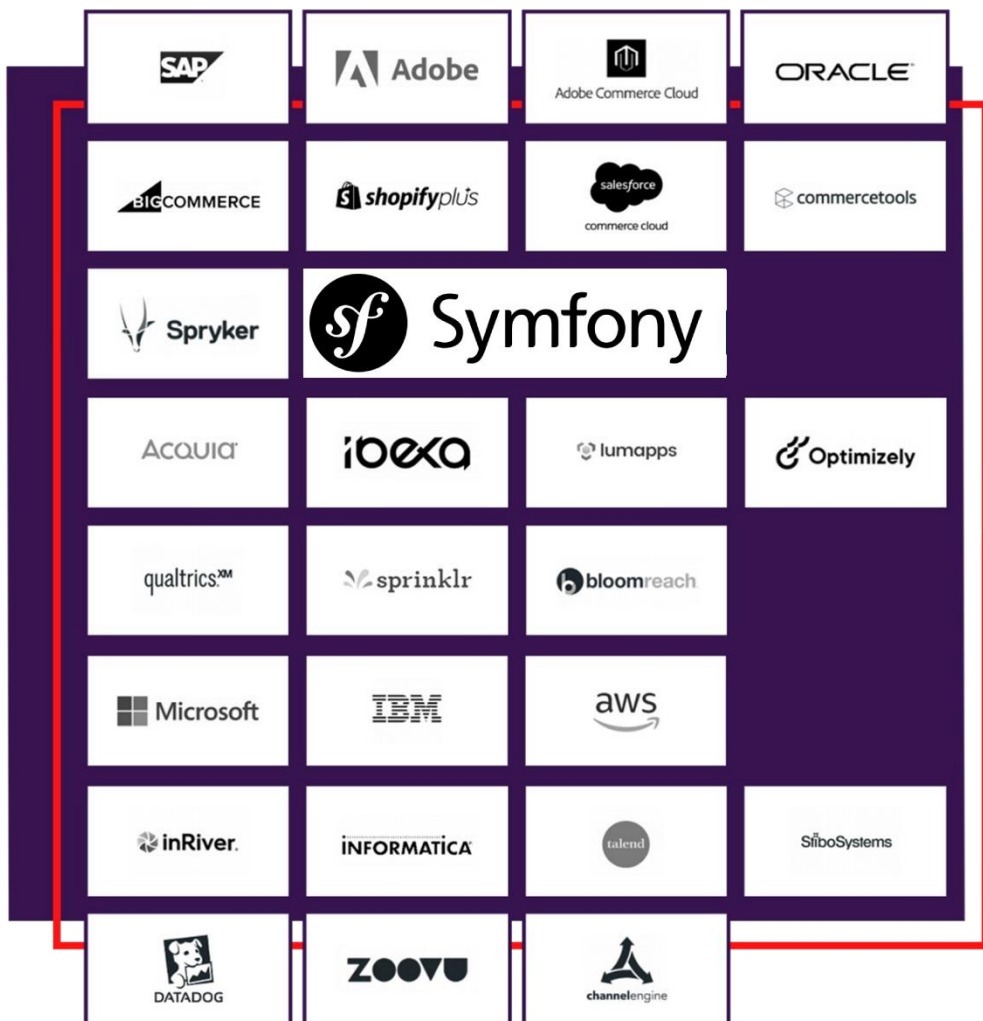 SAP
Adobe
Adobe Commerce Cloud
ORACLE
BIGCOMMERCE
shopifyplus
salesforce
commerce cloud
commercetools
Spryker
sf Symfony
ACQUIA
ibexa
lumapps
Optimizely
qualtrics.XM
sprinklr
bloomreach
Microsoft
IBM
aws
inRiver.
INFORMATICA
talend
StiboSystems
DATADOG
ZOOVU
channelengine